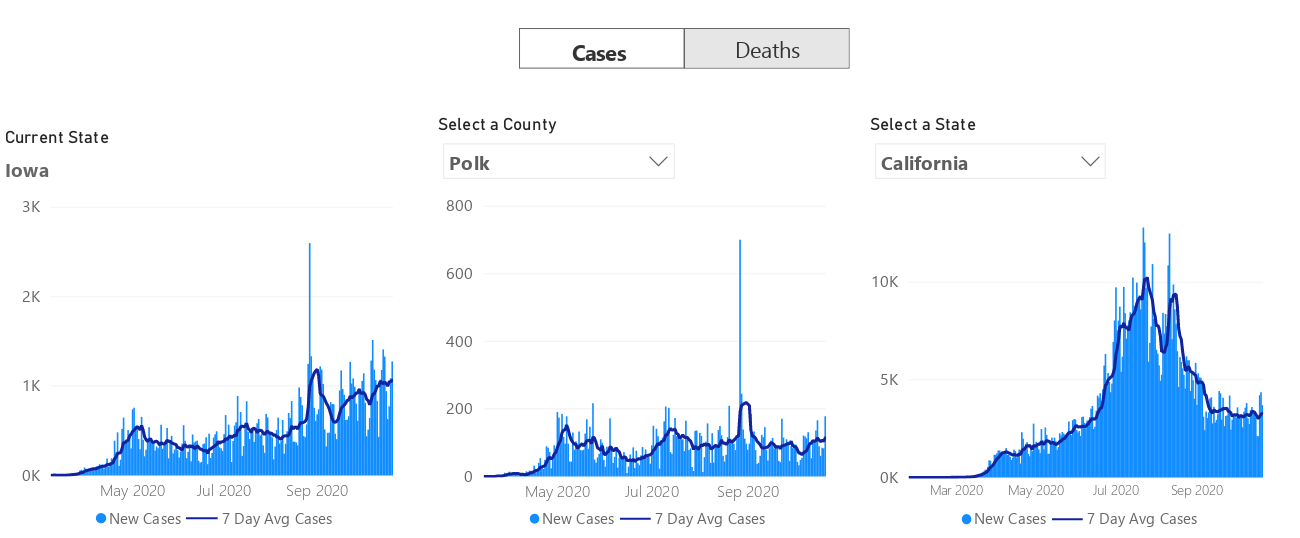 Cases
Deaths
Current State
Iowa
3K
2K
1K
0K
May 2020
Jul 2020
Sep 2020
New Cases
7 Day Avg Cases
Select a County
Polk
800
600
400
200
0
May 2020
Jul 2020
Sep 2020
New Cases
7 Day Avg Cases
Select a State
California
10K
5K
0K
Mar 2020
May 2020
Jul 2020
Sep 2020
New Cases
7 Day Avg Cases